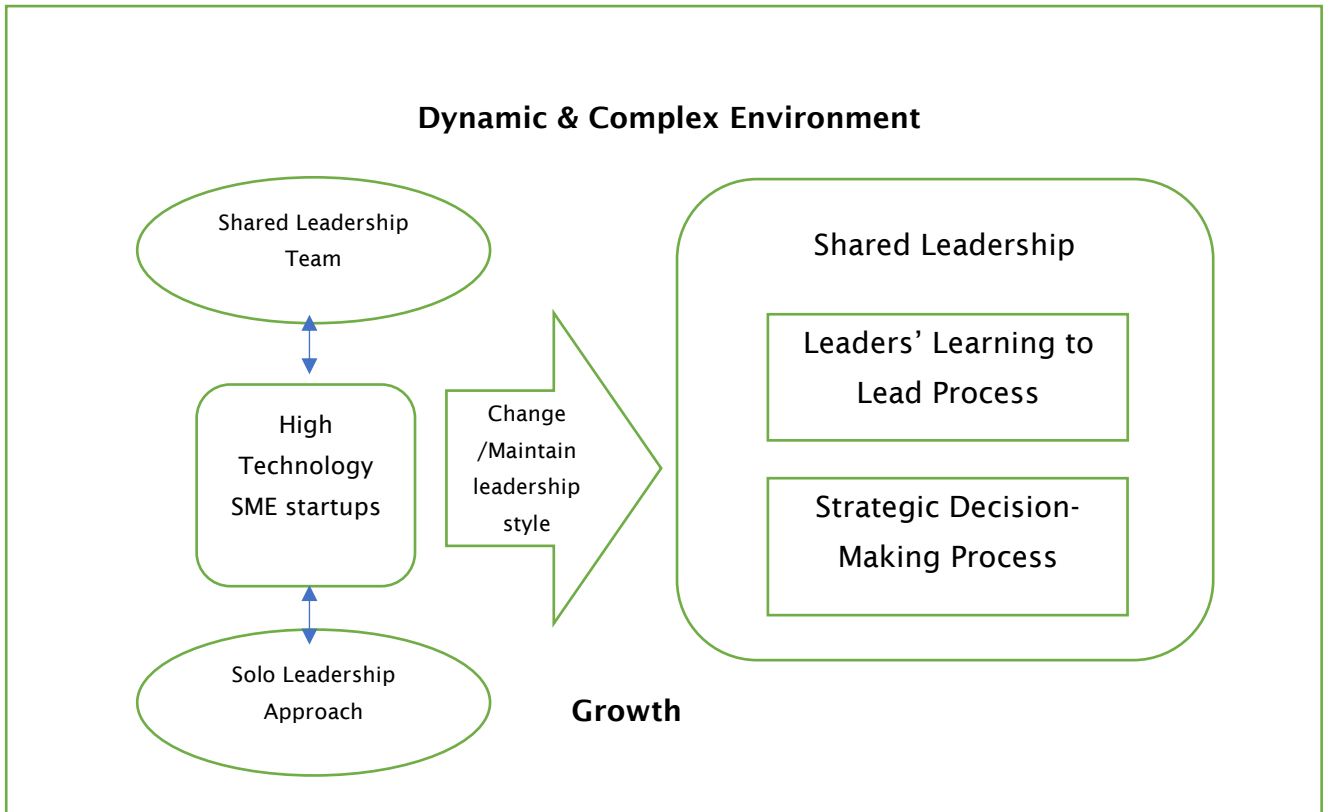 Dynamic & Complex Environment
Shared Leadership
Team
High
Technology
SME startups
Solo Leadership
Approach
Change
/Maintain
leadership
style
Growth
Shared Leadership
Leaders’ Learning to
Lead Process
Strategic Decision-
Making Process